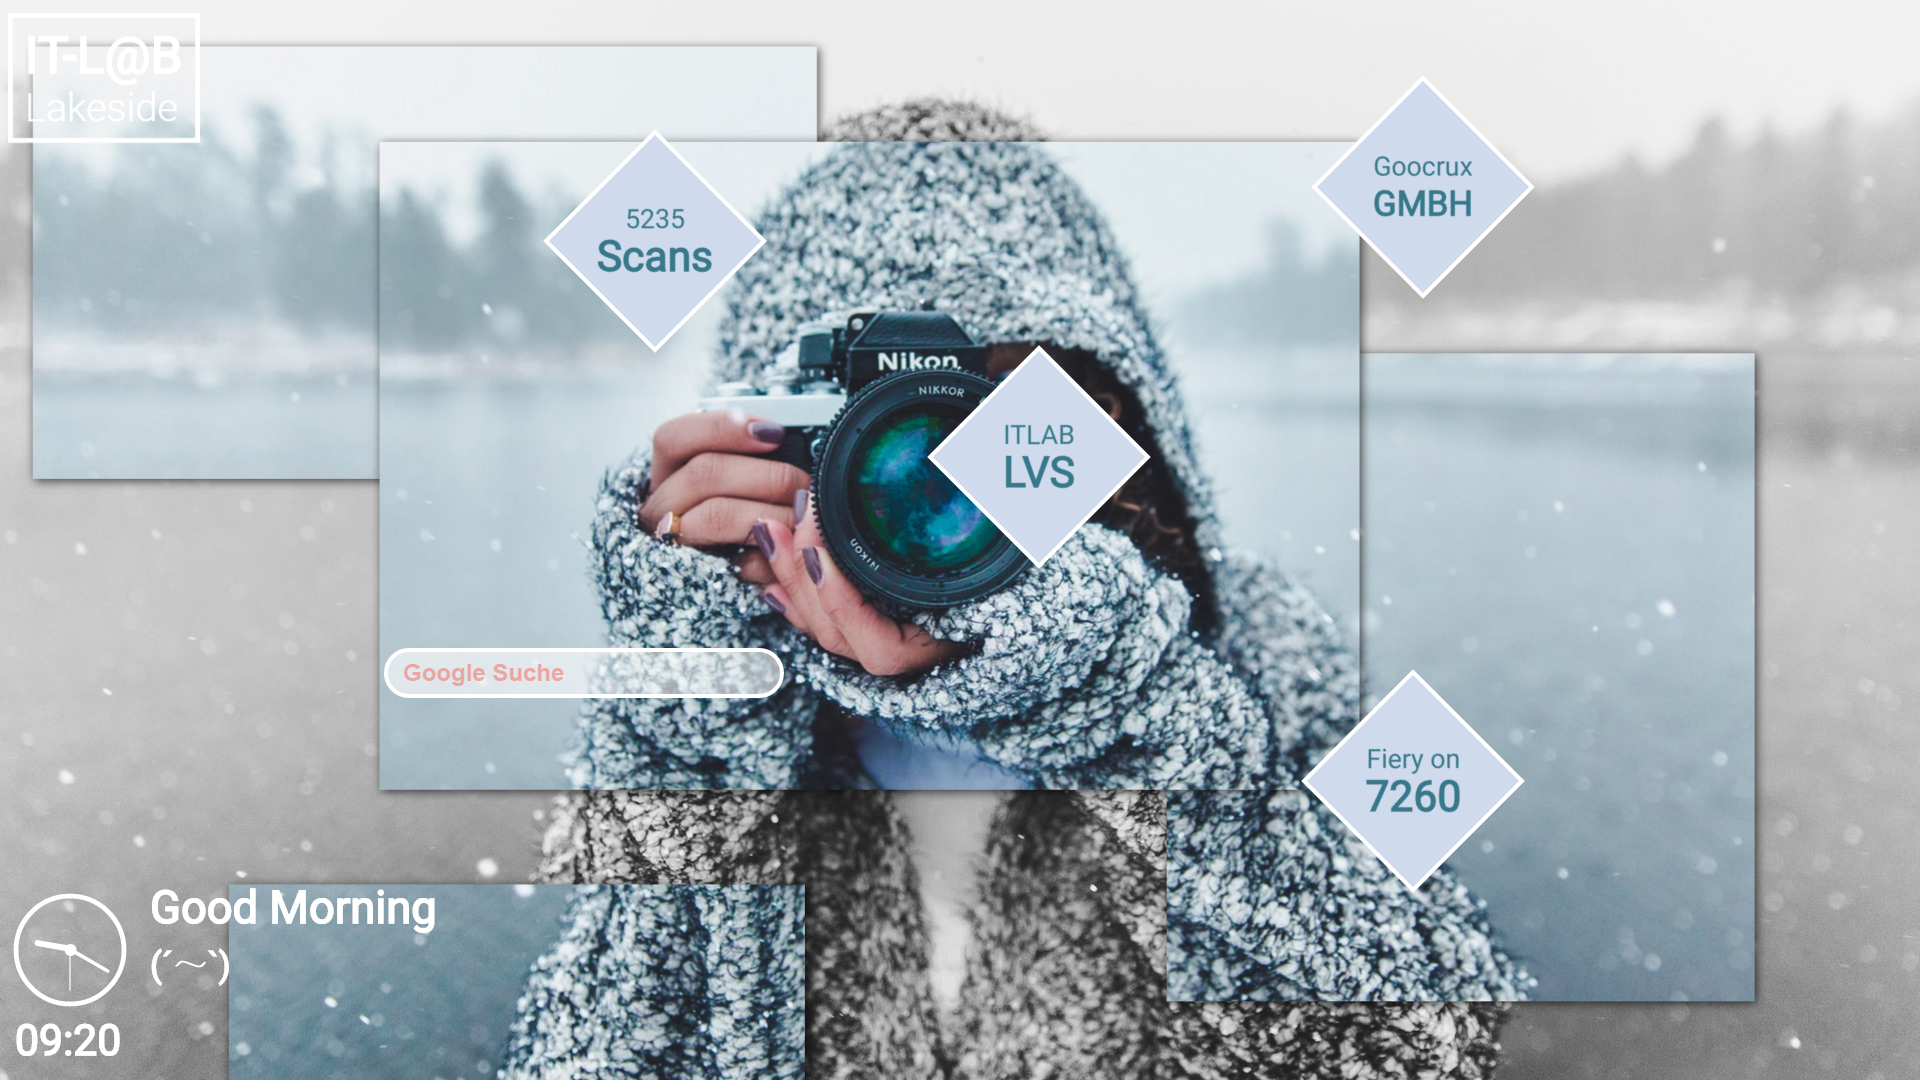 IT-L@B
Lakeside
5235
Scans
Goocrux
GMBH
Nikon
NIKKOR
ITLAB
LVS
Nikon
Google Suche
Fiery on
7260
Good Morning
(´～`)
09:20